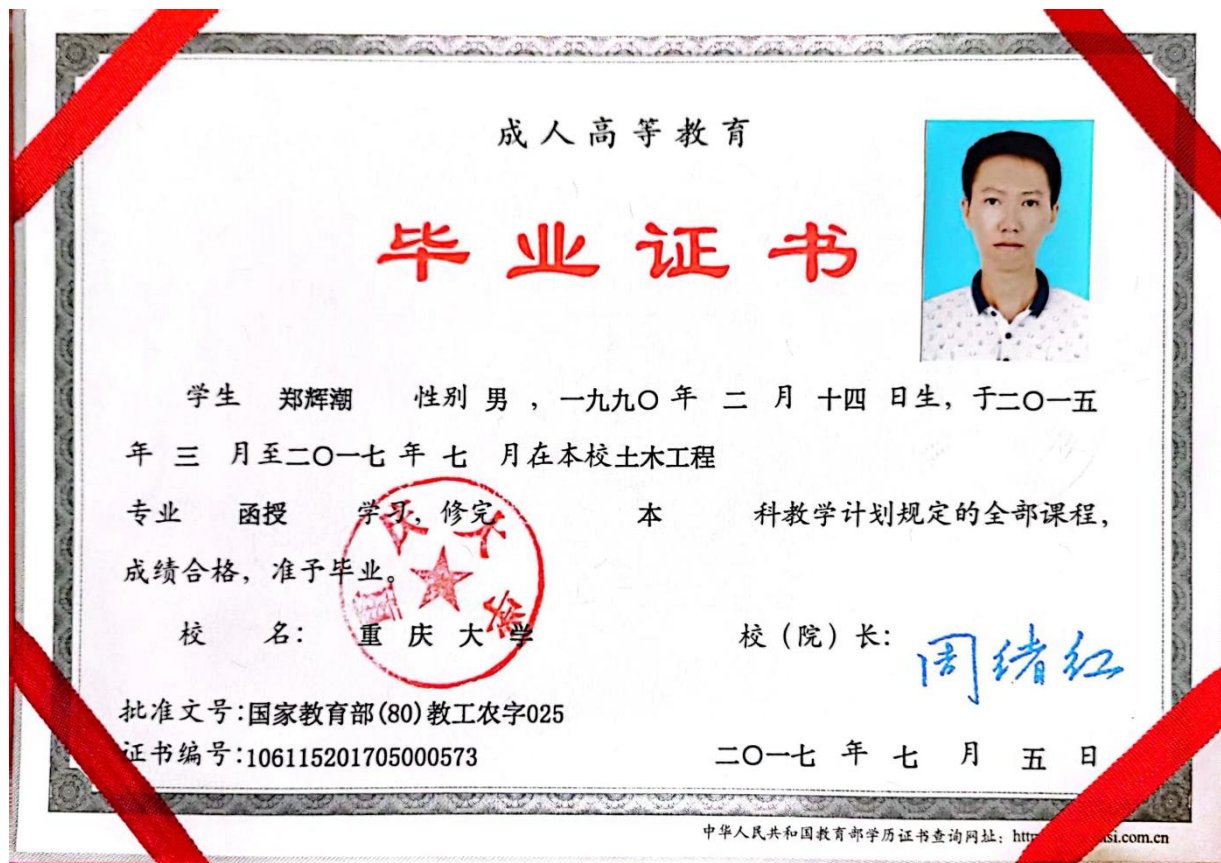 成人高等教育
毕业证书
学生 郑辉潮 性别 男 , 一九九〇 年 二 月 十四 日生, 于二〇一五
年 三 月至二〇一七 年 七 月在本校土木工程
专业 函授 学习, 修完 本 科教学计划规定的全部课程,
成绩合格, 准予毕业。
重庆大学
校 名: 重庆大学 校(院)长: 周绪红
批准文号:国家教育部(80)教工农字025
证书编号:106115201705000573 二〇一七 年 七 月 五 日
中华人民共和国教育部学历证书查询网址: si.com.cn